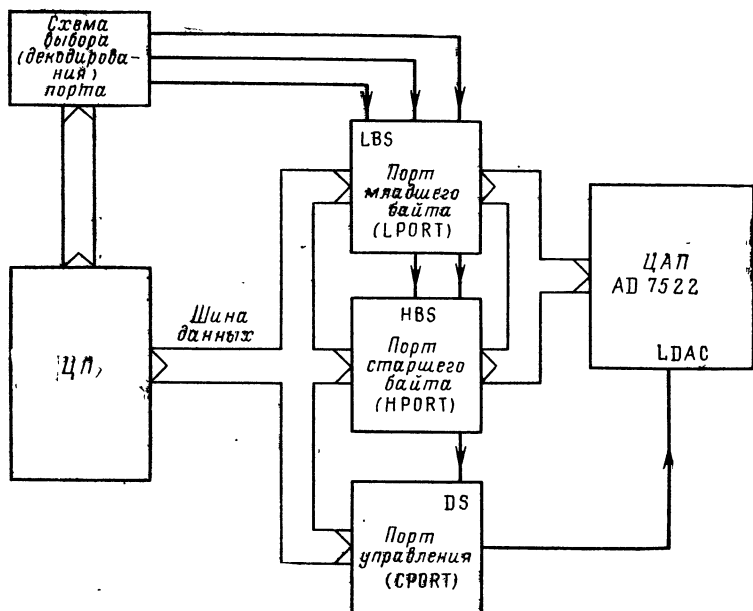 Схема
выбора
(декодирова-
ния)
порта
LBS
Порт
младшего
байта
(LPORT)
ЦАП
AD 7522
LDAC
Шина
данных
ЦП
HBS
Порт
старшего
байта
(HPORT)
DS
Порт
управления
(CPORT)